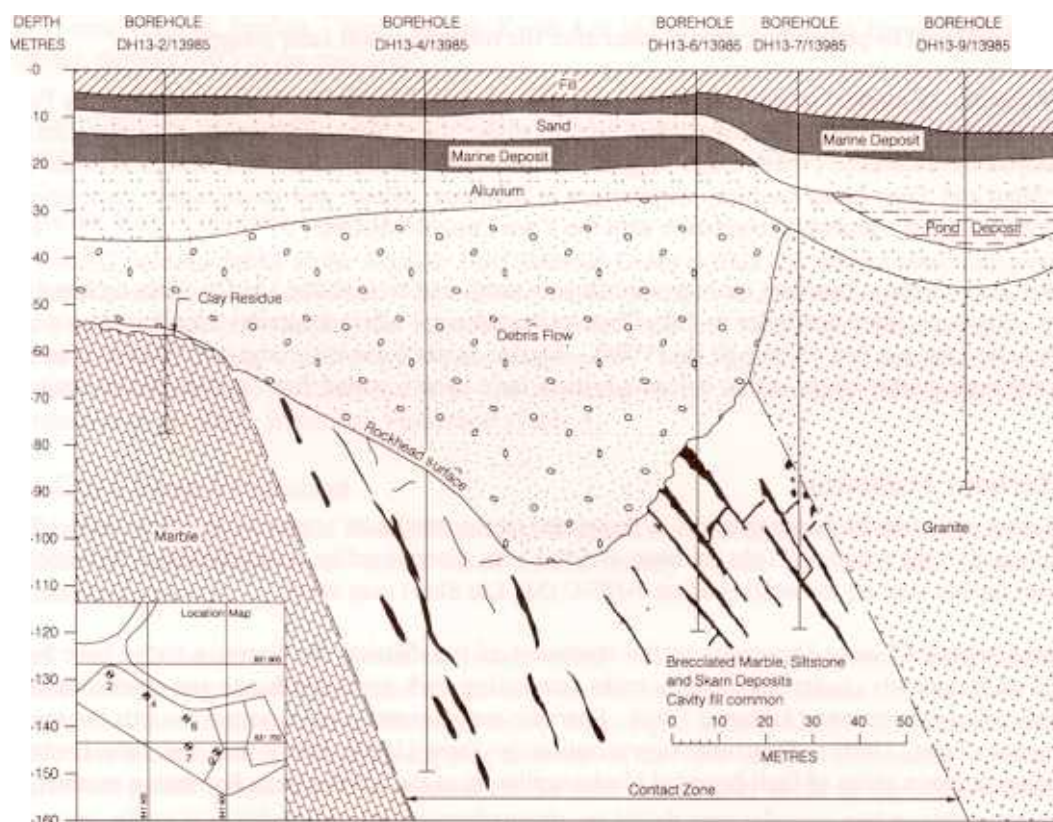 DEPTH
METRES
BOREHOLE
DH13-2/13985
BOREHOLE
DH13-4/13985
BOREHOLE
DH13-6/13985
BOREHOLE
DH13-7/13985
BOREHOLE
DH13-9/13985
-0
-10
-20
-30
-40
-50
-60
-70
-80
-90
-100
-110
-120
-130
-140
-150
-160
Fill
Sand
Marine Deposit
Marine Deposit
Alluvium
Pond Deposit
Clay Residue
Debris Flow
Rockhead surface
Marble
Granite
Location Map
2
4
6
7
Brecciated Marble, Siltstone
and Skarn Deposits
Cavity fill common
0 10 20 30 40 50
METRES
Contact Zone